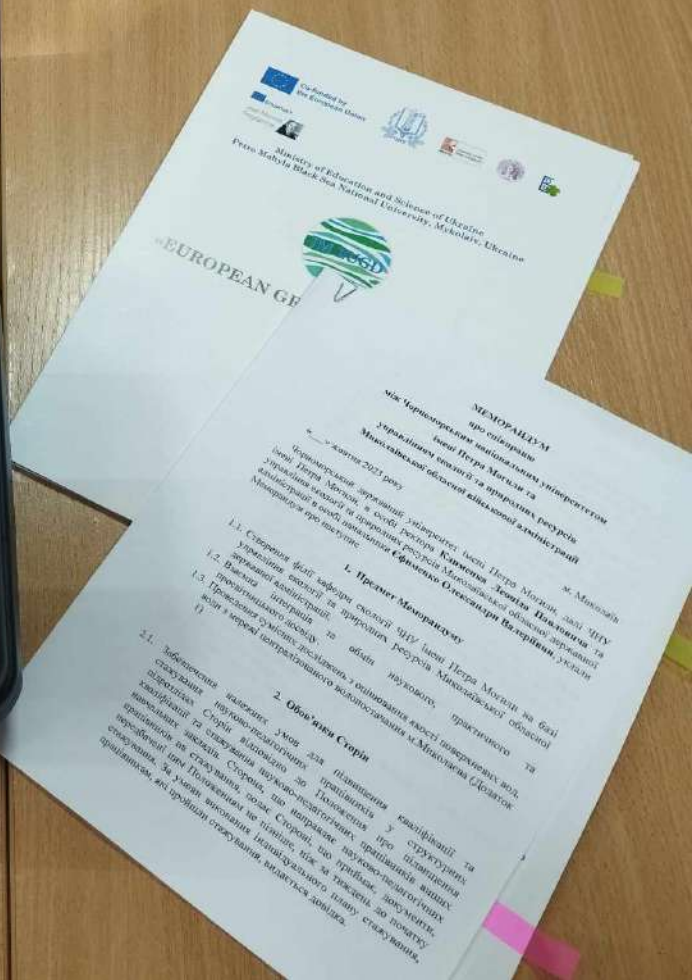 Co-funded by
the European Union
Ministry of Education and Science of Ukraine
Petro Mohyla Black Sea National University, Mykolaiv, Ukraine
«EUROPEAN GR
МЕМОРАНДУМ
про співпрацю
між Чорноморським національним університетом
імені Петра Могили та
управлінням екології та природних ресурсів
Миколаївської обласної військової адміністрації
«__» жовтня 2023 року
м. Миколаїв
Чорноморський державний університет імені Петра Могили, далі ЧНУ
імені Петра Могили, в особі ректора Клименка Леоніда Павловича та
управління екології та природних ресурсів Миколаївської обласної державної
адміністрації в особі начальника Єфименко Олександри Валеріївни, уклали
Меморандум про наступне
1. Предмет Меморандуму
1.1. Створення філії кафедри екології ЧНУ імені Петра Могили на базі
управління екології та природних ресурсів Миколаївської обласної
державної адміністрації.
1.2. Взаємна інтеграція та обмін наукового, практичного та
просвітницького досвіду.
1.3. Проведення сумісних досліджень з оцінювання якості поверхневих вод,
води з мережі централізованого водопостачання м.Миколаєва (Додаток
2. Обов'язки Сторін
2.1. Забезпечення належних умов для підвищення кваліфікації та
стажування науково-педагогічних працівників у структурних
підрозділах Сторін відповідно до Положення про підвищення
кваліфікації та стажування науково-педагогічних працівників вищих
навчальних закладів. Сторона, що направляє науково-педагогічних
працівників на стажування, подає Стороні, що приймає, документи,
передбачені цим Положенням не пізніше, ніж за тиждень до початку
стажування. За умови виконання індивідуального плану стажування,
працівникам, які пройшли стажування, видається довідка.